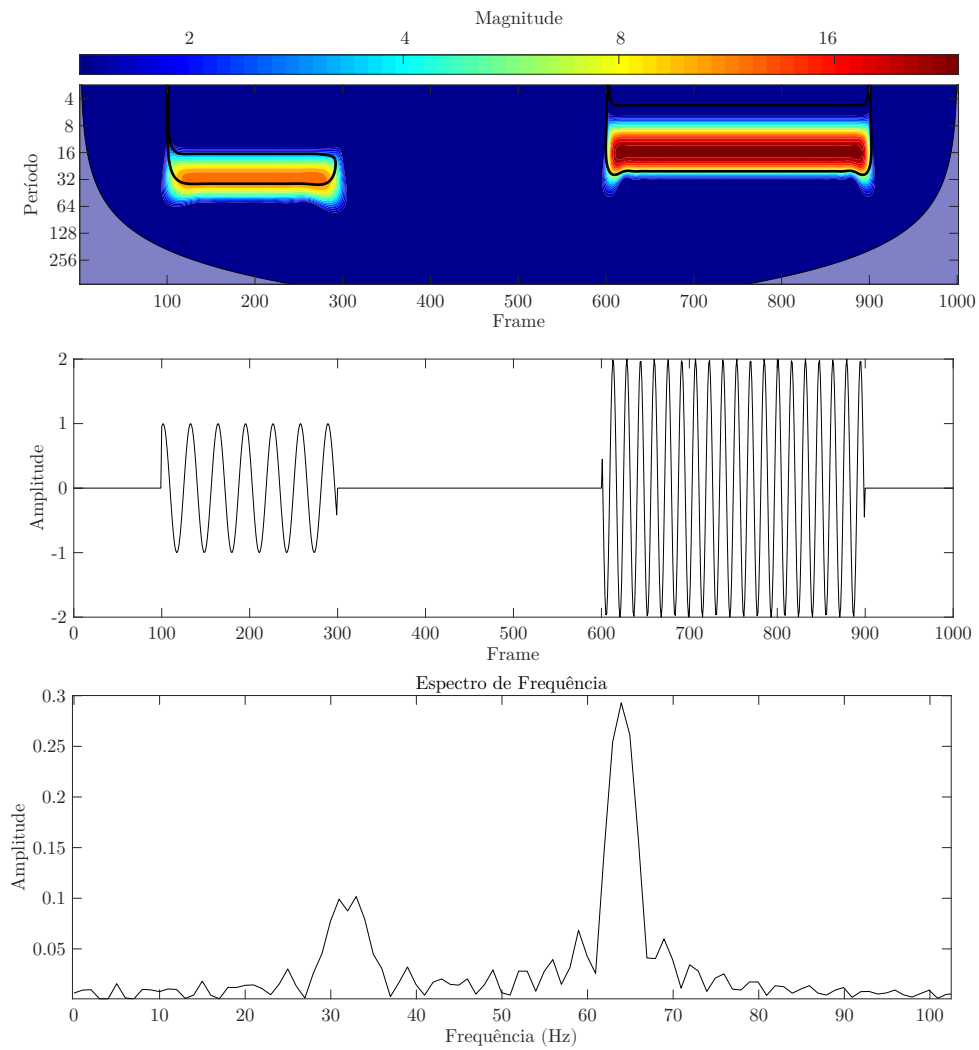 Magnitude
2 4 8 16
4
8
16
32
64
128
256
Período
100 200 300 400 500 600 700 800 900 1000
Frame
2
1
0
-1
-2
Amplitude
0 100 200 300 400 500 600 700 800 900 1000
Frame
Espectro de Frequência
0.3
0.25
0.2
0.15
0.1
0.05
Amplitude
0 10 20 30 40 50 60 70 80 90 100
Frequência (Hz)